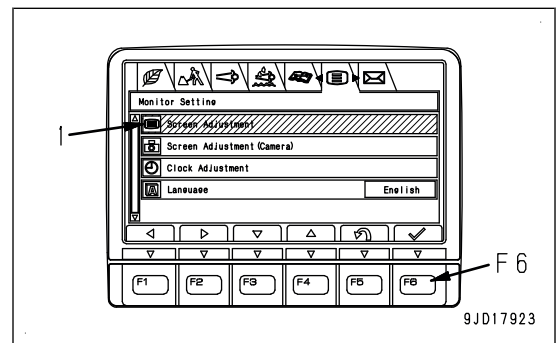 Monitor Setting
1
Screen Adjustment
Screen Adjustment (Camera)
Clock Adjustment
A Language English
F1 F2 F3 F4 F5 F6
F6
9JD17923